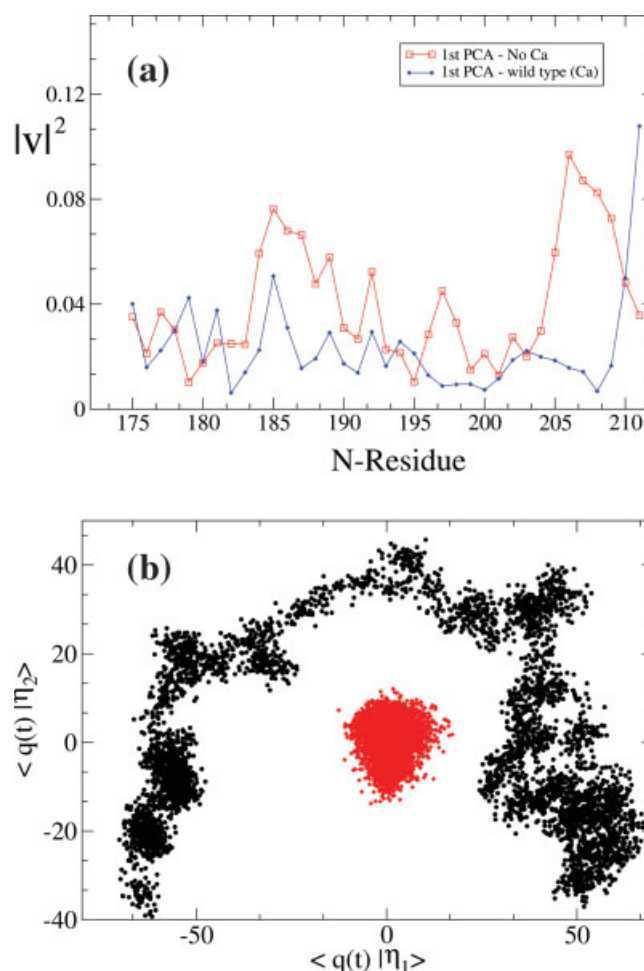 (a)
1st PCA - No Ca
1st PCA - wild type (Ca)
|v|²
0.12
0.08
0.04
0
175 180 185 190 195 200 205 210
N-Residue
(b)
< q(t) |η₂>
40
20
0
-20
-40
-50 0 50
< q(t) |η₁>